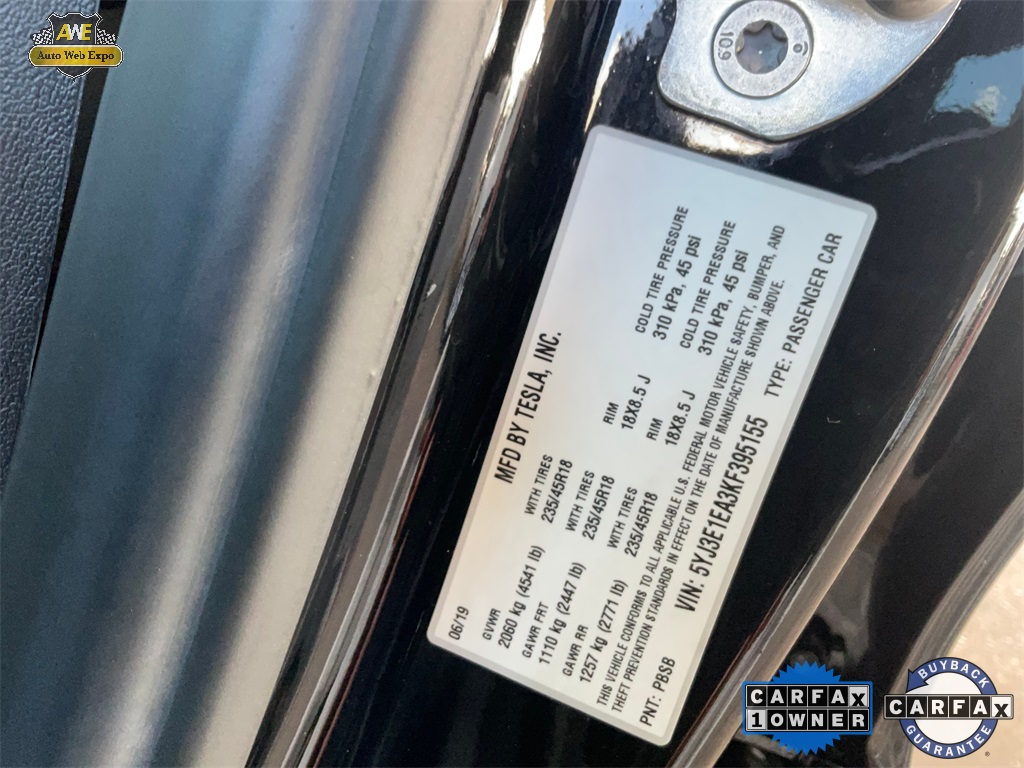 AWE
Auto Web Expo
10.9
MFD BY TESLA, INC.
06/19
GVWR WITH TIRES RIM COLD TIRE PRESSURE
2060 kg (4541 lb) 235/45R18 18X8.5 J 310 kPa, 45 psi
GAWR FRT WITH TIRES RIM COLD TIRE PRESSURE
1110 kg (2447 lb) 235/45R18 18X8.5 J 310 kPa, 45 psi
GAWR RR WITH TIRES
1257 kg (2771 lb) 235/45R18
THIS VEHICLE CONFORMS TO ALL APPLICABLE U.S. FEDERAL MOTOR VEHICLE SAFETY, BUMPER, AND
THEFT PREVENTION STANDARDS IN EFFECT ON THE DATE OF MANUFACTURE SHOWN ABOVE.
VIN: 5YJ3E1EA3KF395155 TYPE: PASSENGER CAR
PNT: PBSB
CARFAX
1 OWNER
BUYBACK
CARFAX
GUARANTEE